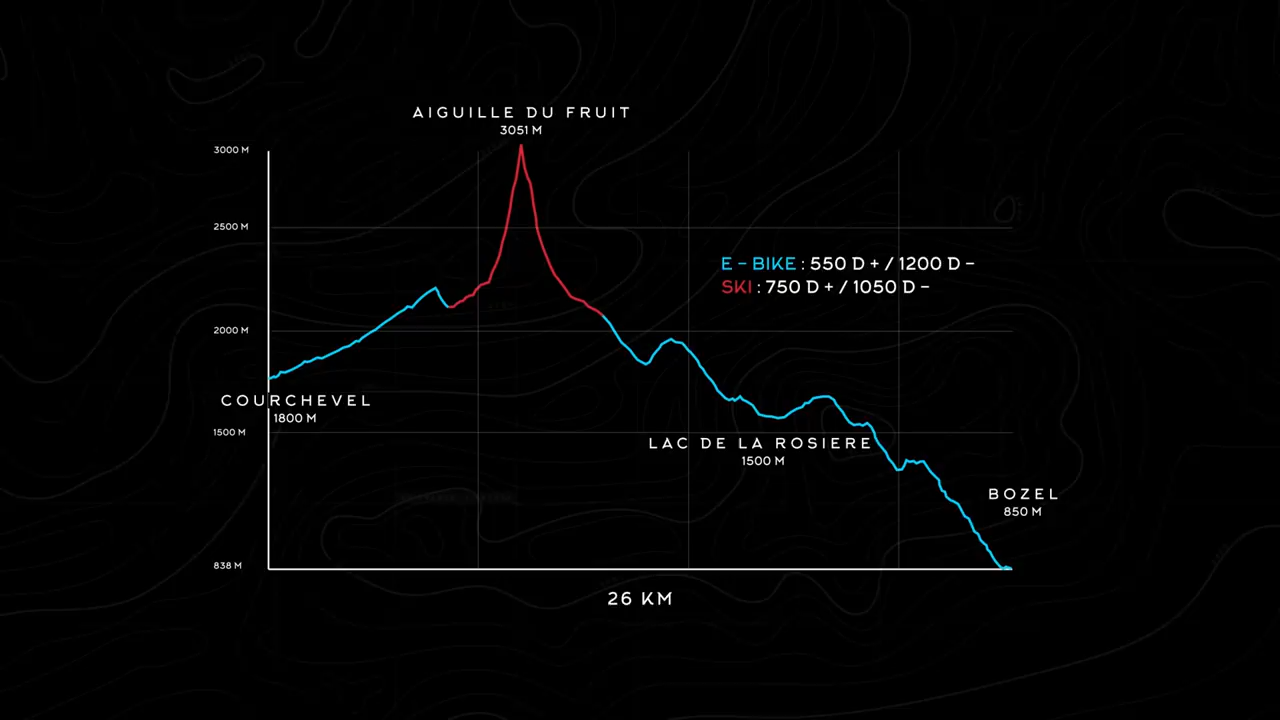 AIGUILLE DU FRUIT
3051 M
3000 M
2500 M
E - BIKE : 550 D + / 1200 D -
SKI : 750 D + / 1050 D -
2000 M
COURCHEVEL
1800 M
1500 M
LAC DE LA ROSIERE
1500 M
BOZEL
850 M
838 M
26 KM